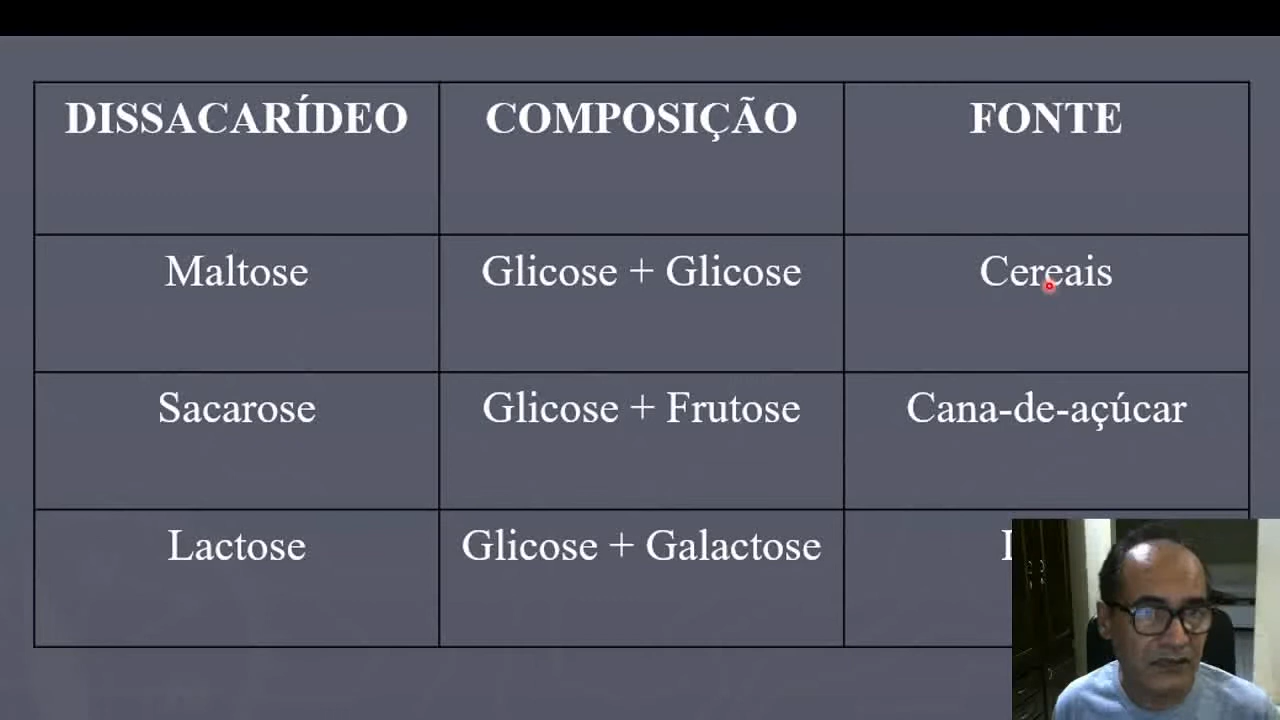 DISSACARÍDEO COMPOSIÇÃO FONTE
Maltose Glicose + Glicose Cereais
Sacarose Glicose + Frutose Cana-de-açúcar
Lactose Glicose + Galactose